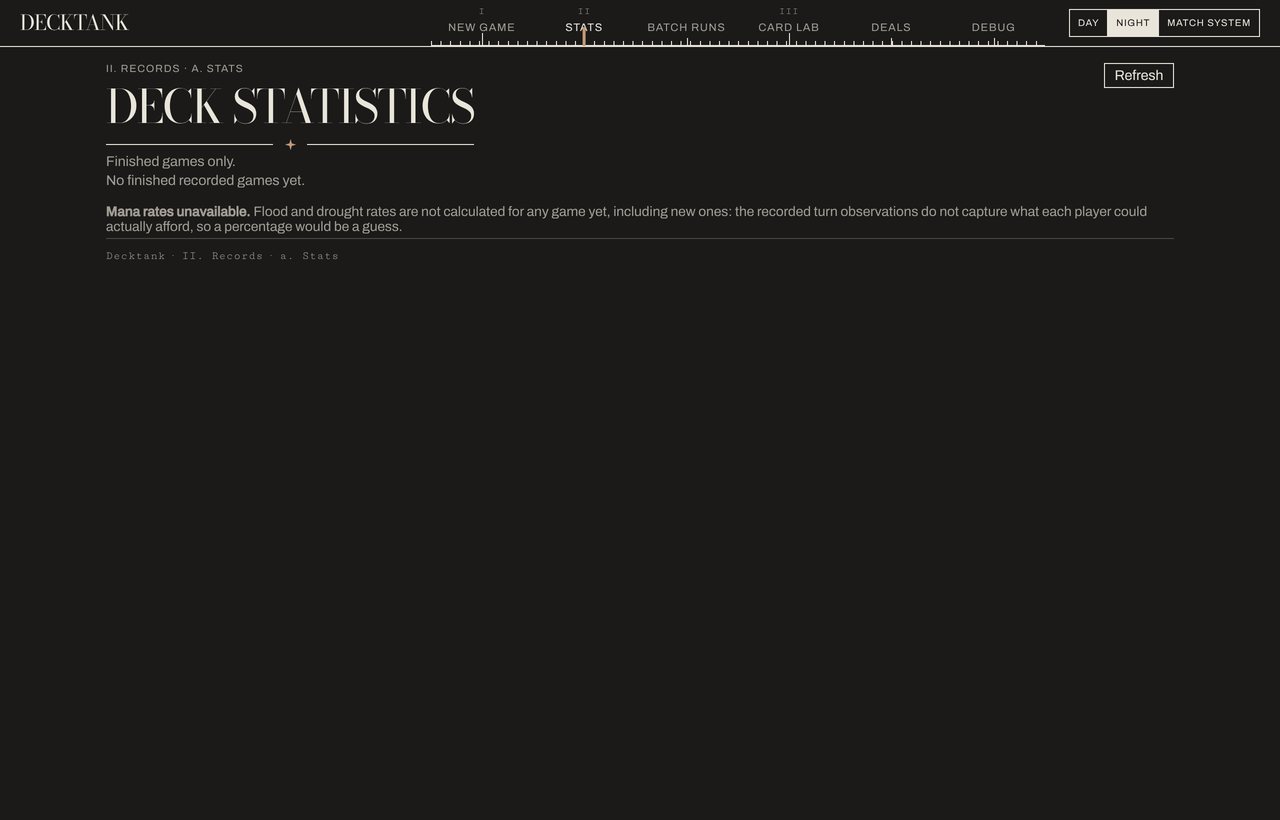 DECKTANK
I
NEW GAME
II
STATS
BATCH RUNS
III
CARD LAB
DEALS
DEBUG
DAY
NIGHT
MATCH SYSTEM
II. RECORDS · A. STATS
Refresh
DECK STATISTICS
Finished games only.
No finished recorded games yet.
Mana rates unavailable. Flood and drought rates are not calculated for any game yet, including new ones: the recorded turn observations do not capture what each player could
actually afford, so a percentage would be a guess.
Decktank · II. Records · a. Stats